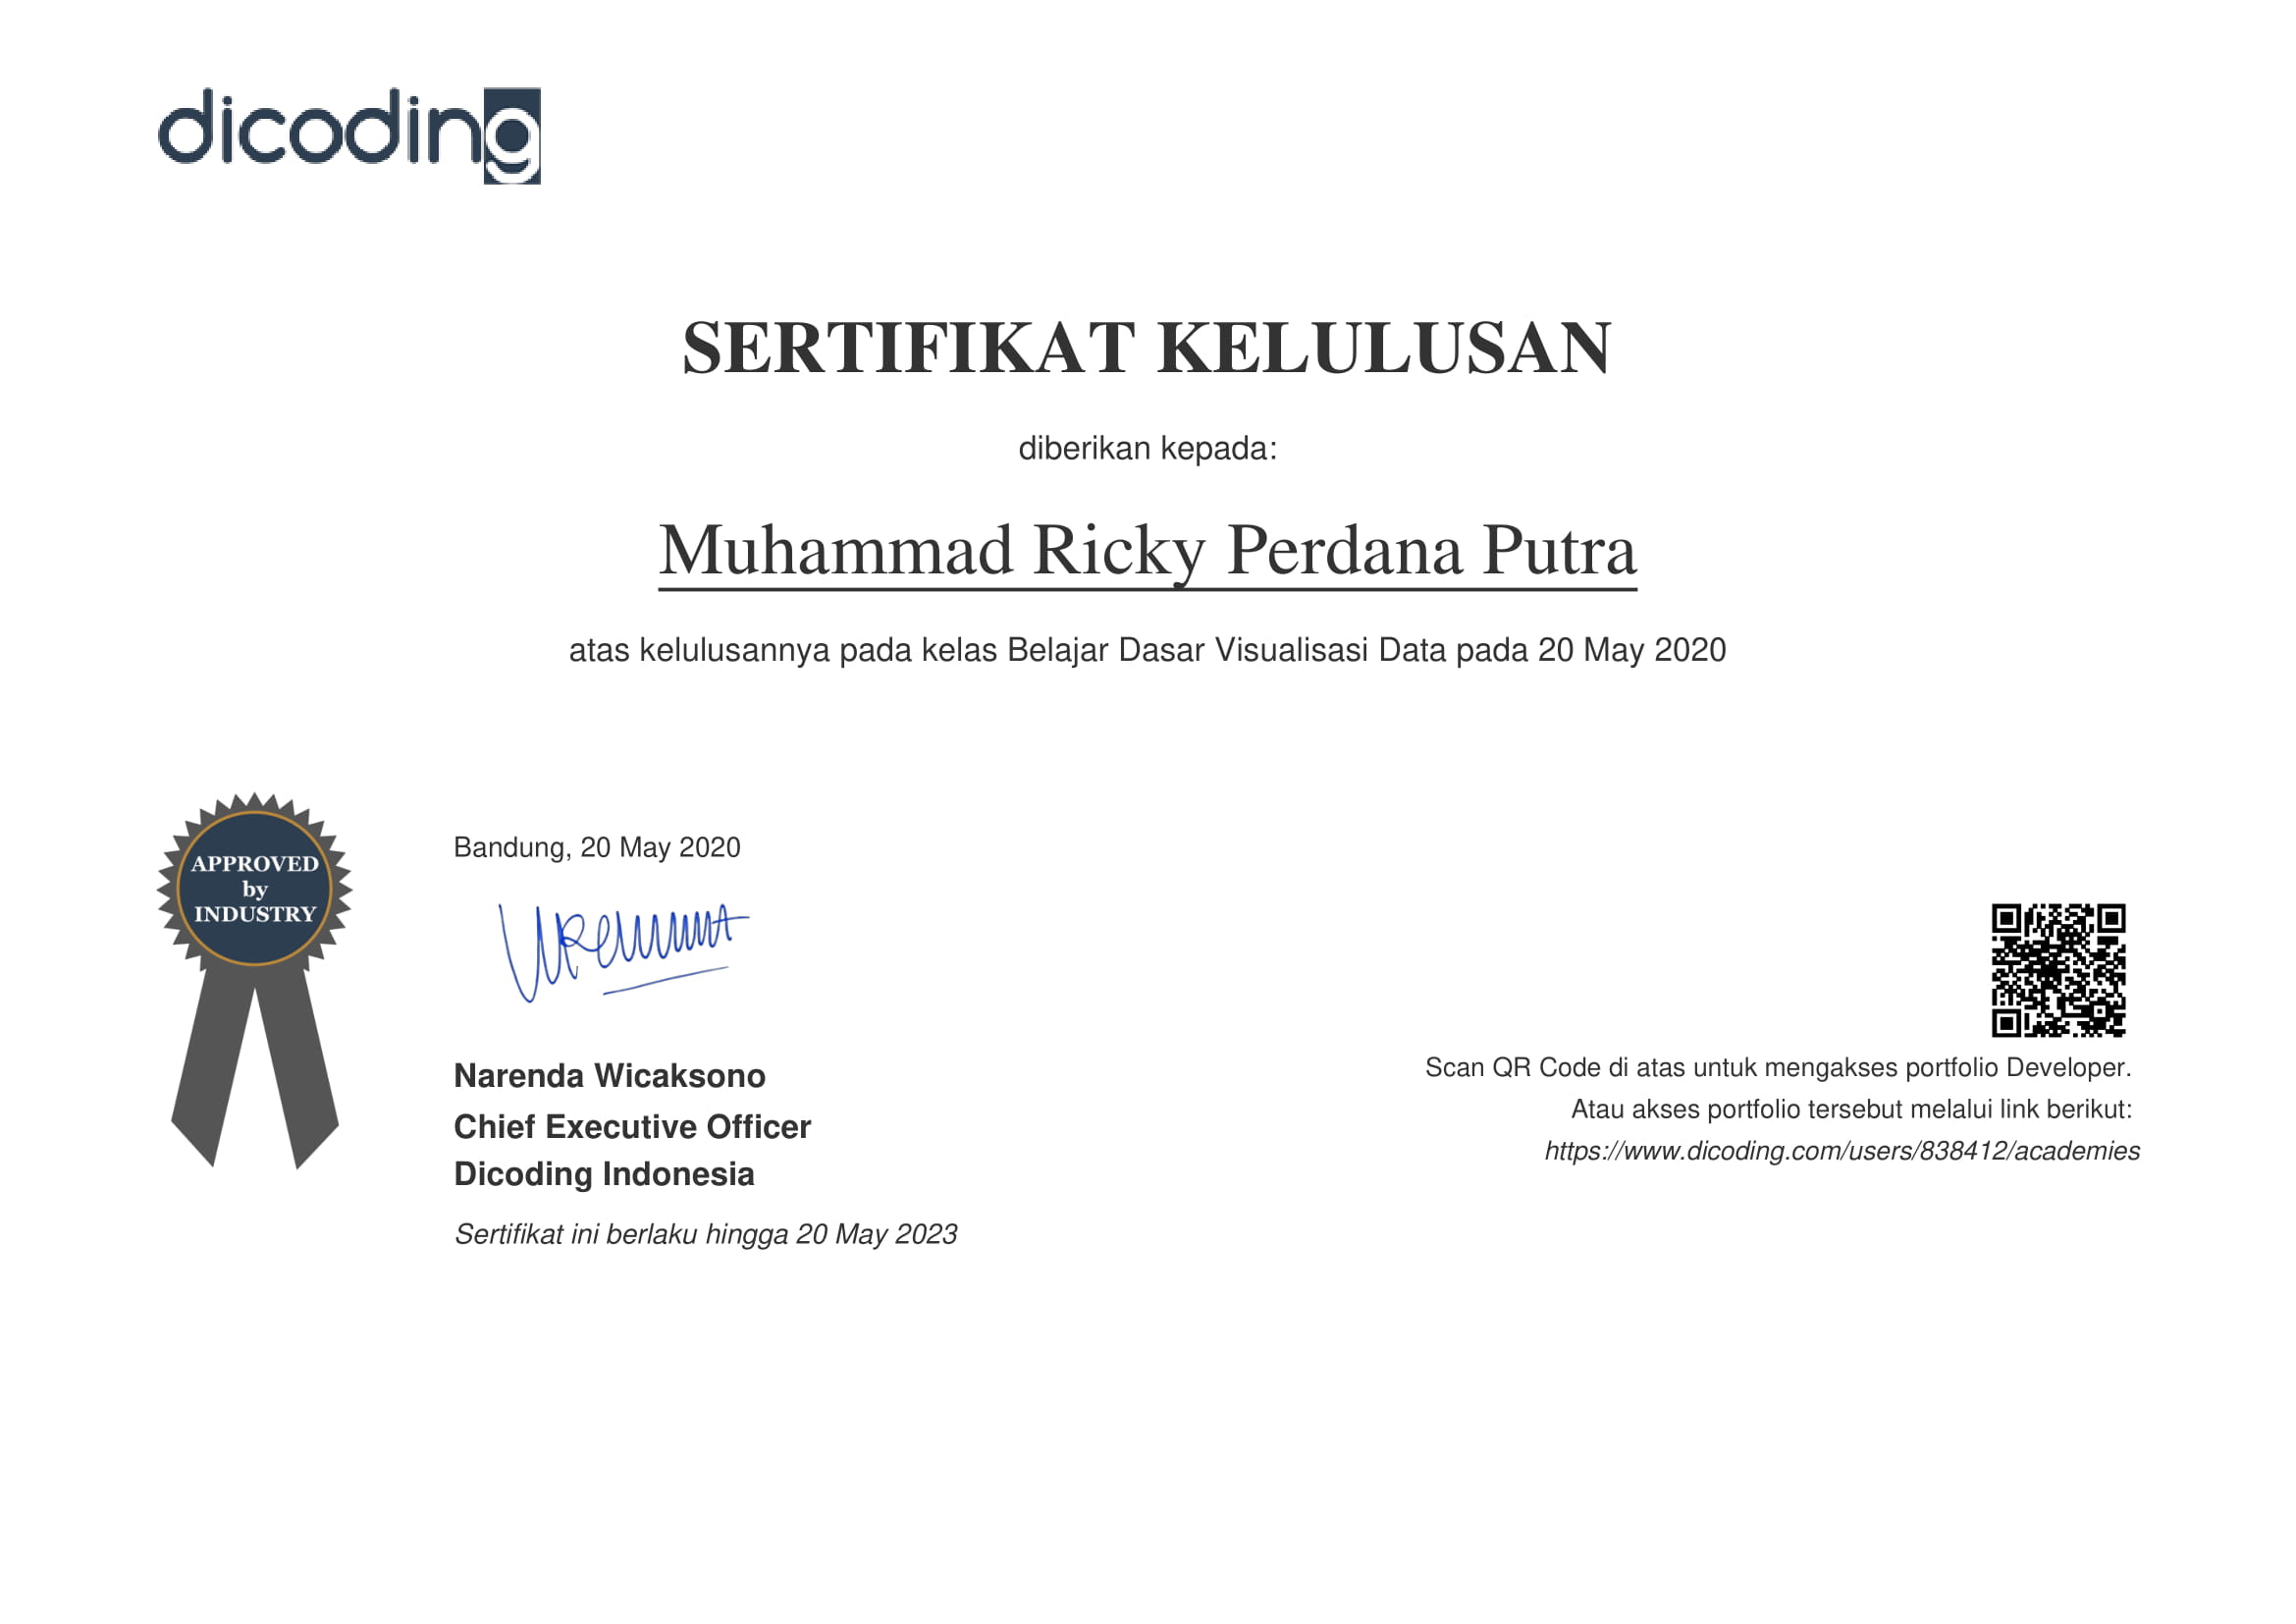 dicoding
SERTIFIKAT KELULUSAN
diberikan kepada:
Muhammad Ricky Perdana Putra
atas kelulusannya pada kelas Belajar Dasar Visualisasi Data pada 20 May 2020
APPROVED
by
INDUSTRY
Bandung, 20 May 2020
Narenda Wicaksono
Chief Executive Officer
Dicoding Indonesia
Sertifikat ini berlaku hingga 20 May 2023
Scan QR Code di atas untuk mengakses portfolio Developer.
Atau akses portfolio tersebut melalui link berikut:
https://www.dicoding.com/users/838412/academies